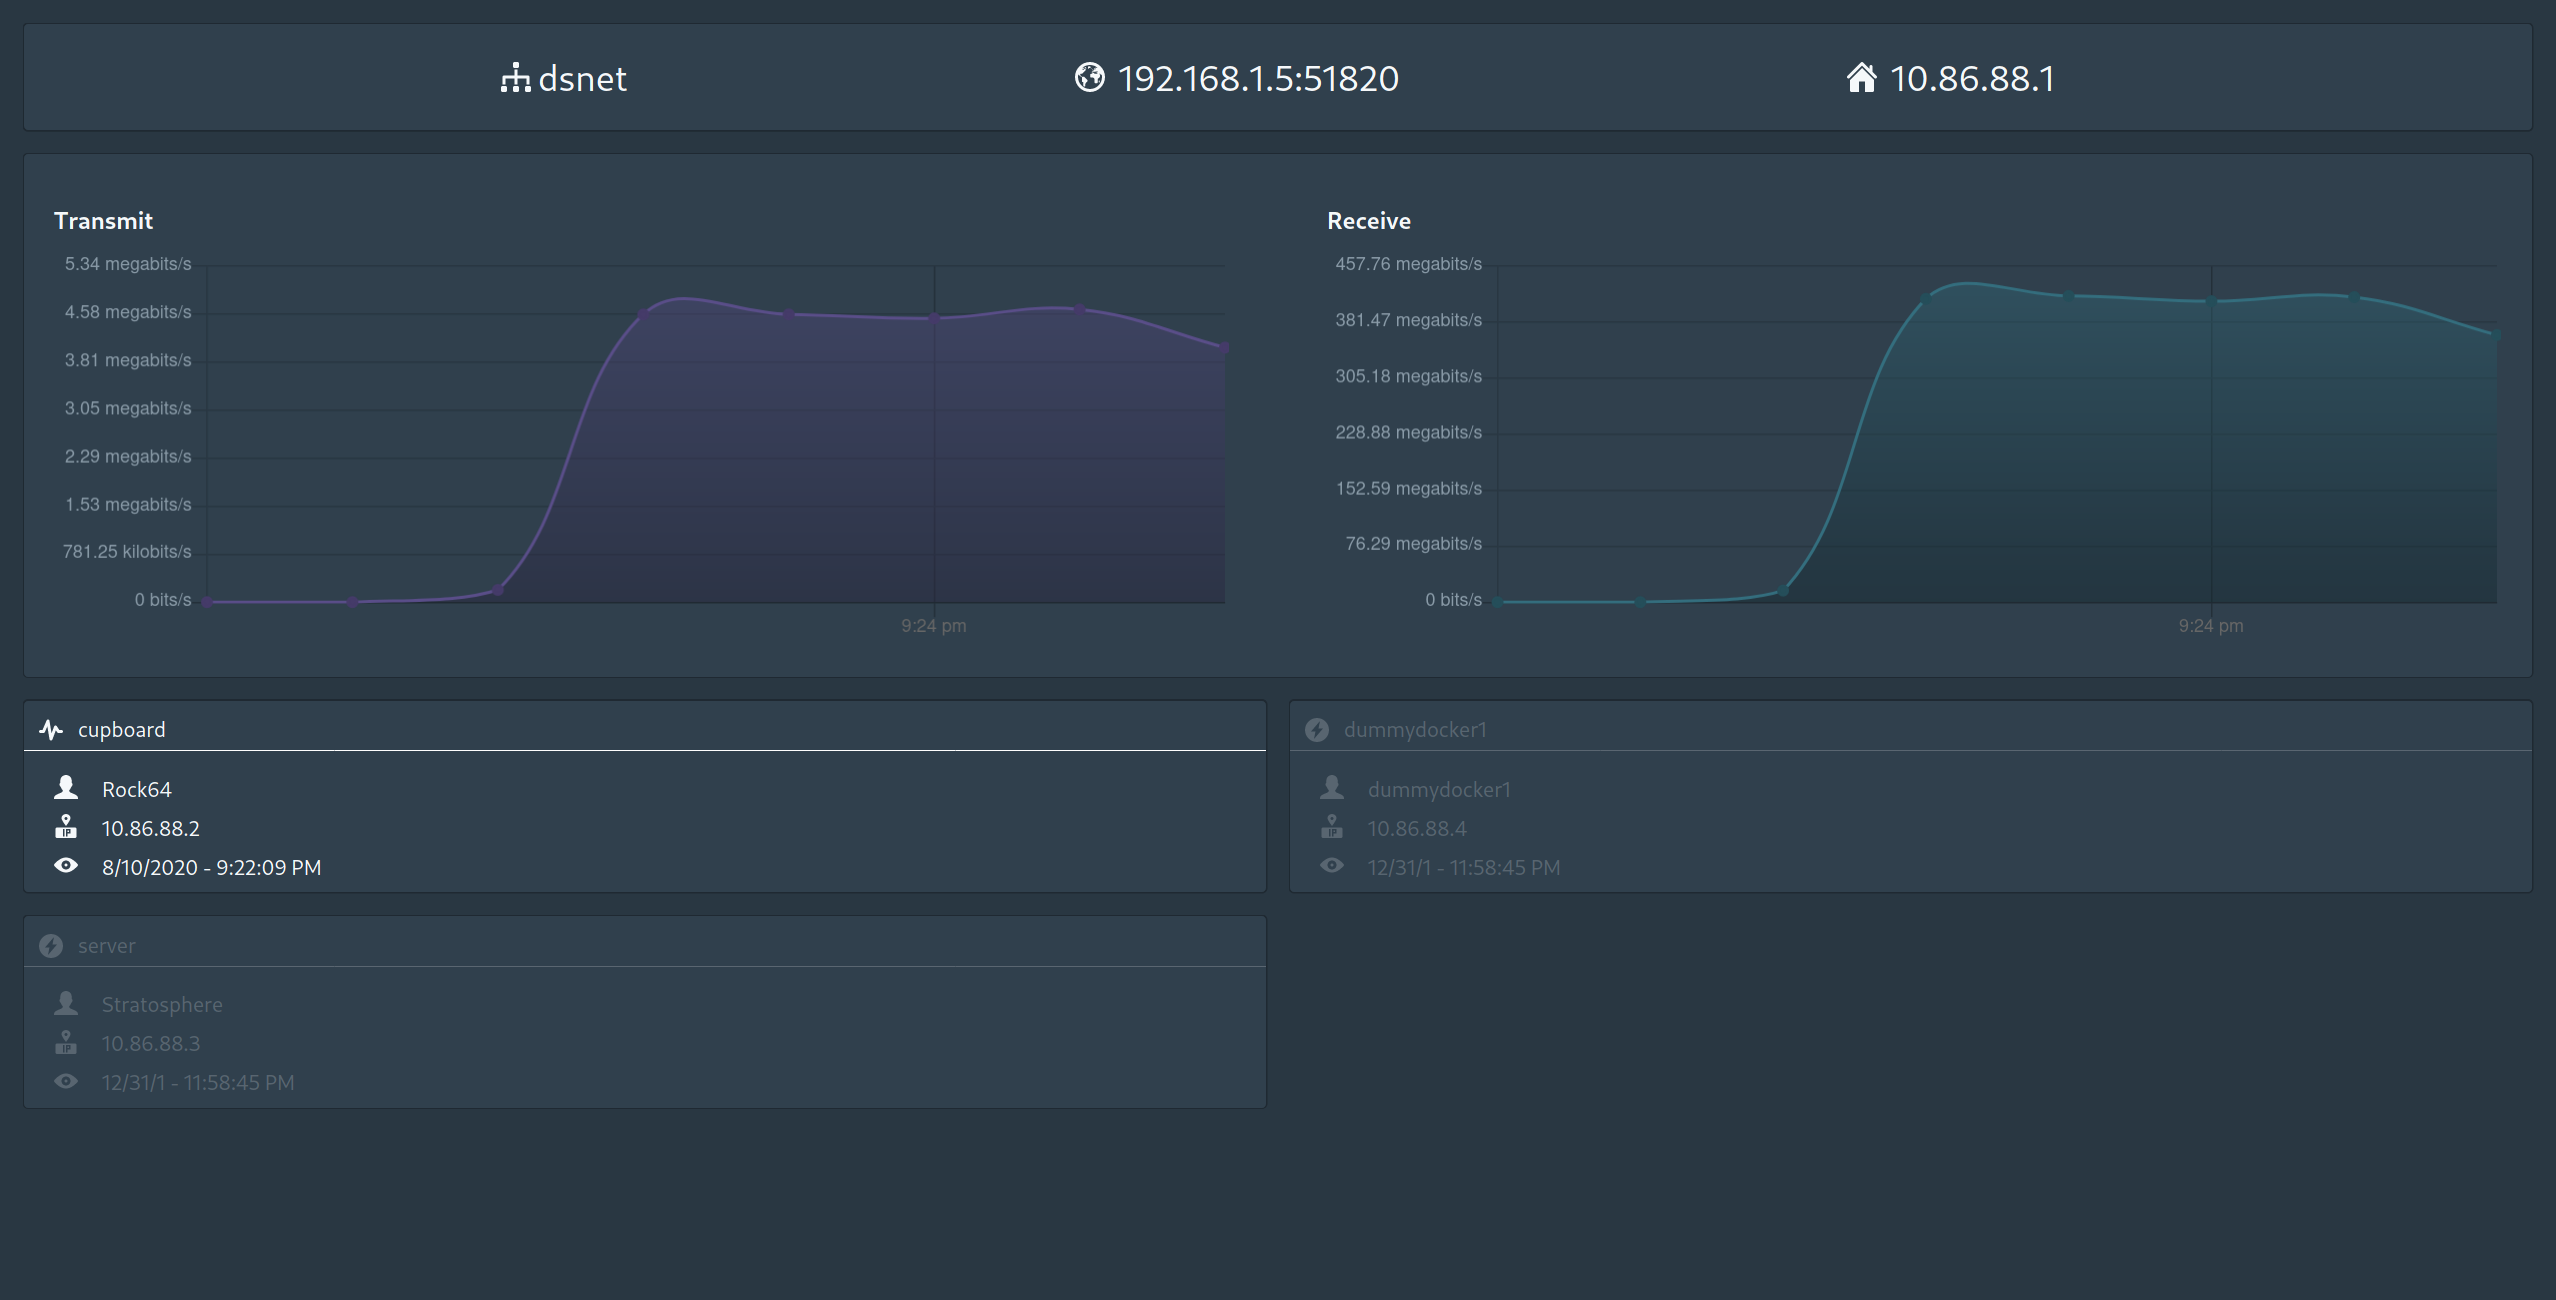 dsnet
192.168.1.5:51820
10.86.88.1
Transmit
5.34 megabits/s
4.58 megabits/s
3.81 megabits/s
3.05 megabits/s
2.29 megabits/s
1.53 megabits/s
781.25 kilobits/s
0 bits/s
9:24 pm
Receive
457.76 megabits/s
381.47 megabits/s
305.18 megabits/s
228.88 megabits/s
152.59 megabits/s
76.29 megabits/s
0 bits/s
9:24 pm
cupboard
Rock64
IP
10.86.88.2
8/10/2020 - 9:22:09 PM
dummydocker1
dummydocker1
IP
10.86.88.4
12/31/1 - 11:58:45 PM
server
Stratosphere
IP
10.86.88.3
12/31/1 - 11:58:45 PM